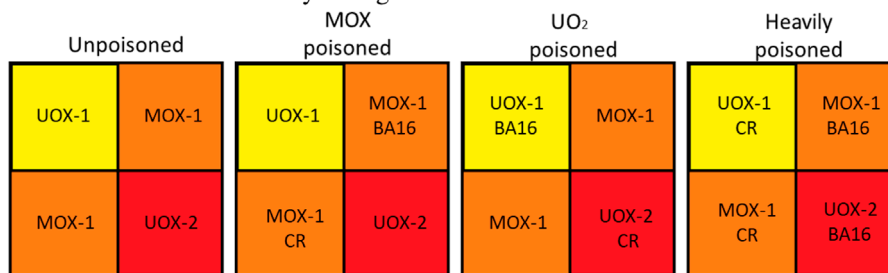 Unpoisoned
MOX
poisoned
UO₂
poisoned
Heavily
poisoned
UOX-1
MOX-1
MOX-1
UOX-2
UOX-1
MOX-1
BA16
MOX-1
CR
UOX-2
UOX-1
BA16
MOX-1
MOX-1
UOX-2
CR
UOX-1
CR
MOX-1
BA16
MOX-1
CR
UOX-2
BA16